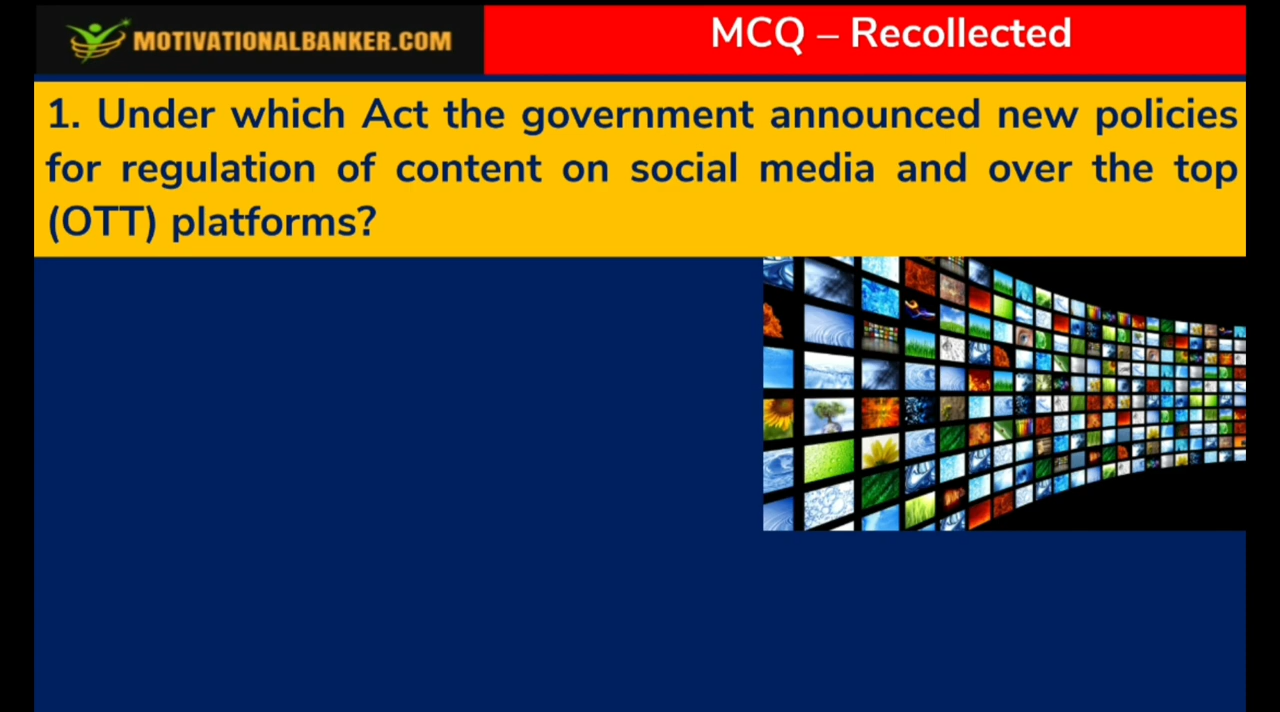 MOTIVATIONALBANKER.COM
MCQ – Recollected
1. Under which Act the government announced new policies
for regulation of content on social media and over the top
(OTT) platforms?